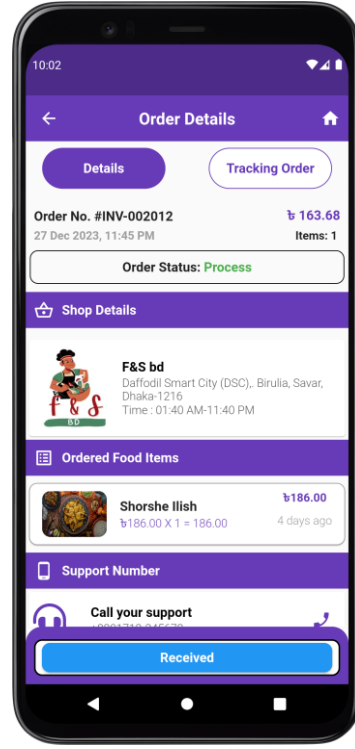 10:02
Order Details
Details
Tracking Order
Order No. #INV-002012
৳ 163.68
27 Dec 2023, 11:45 PM
Items: 1
Order Status: Process
Shop Details
F&S bd
Daffodil Smart City (DSC),. Birulia, Savar,
Dhaka-1216
Time : 01:40 AM-11:40 PM
f & S
BD
Ordered Food Items
Shorshe Ilish
৳186.00
৳186.00 X 1 = 186.00
4 days ago
Support Number
Call your support
Received